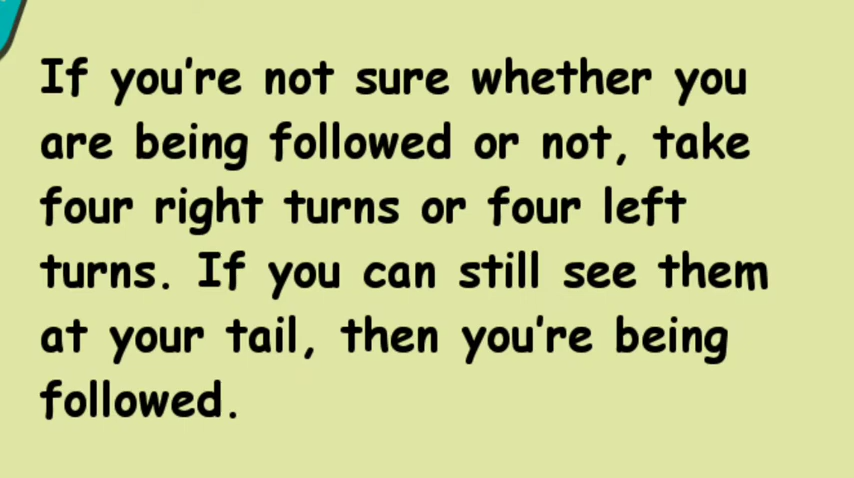 If you're not sure whether you
are being followed or not, take
four right turns or four left
turns. If you can still see them
at your tail, then you're being
followed.